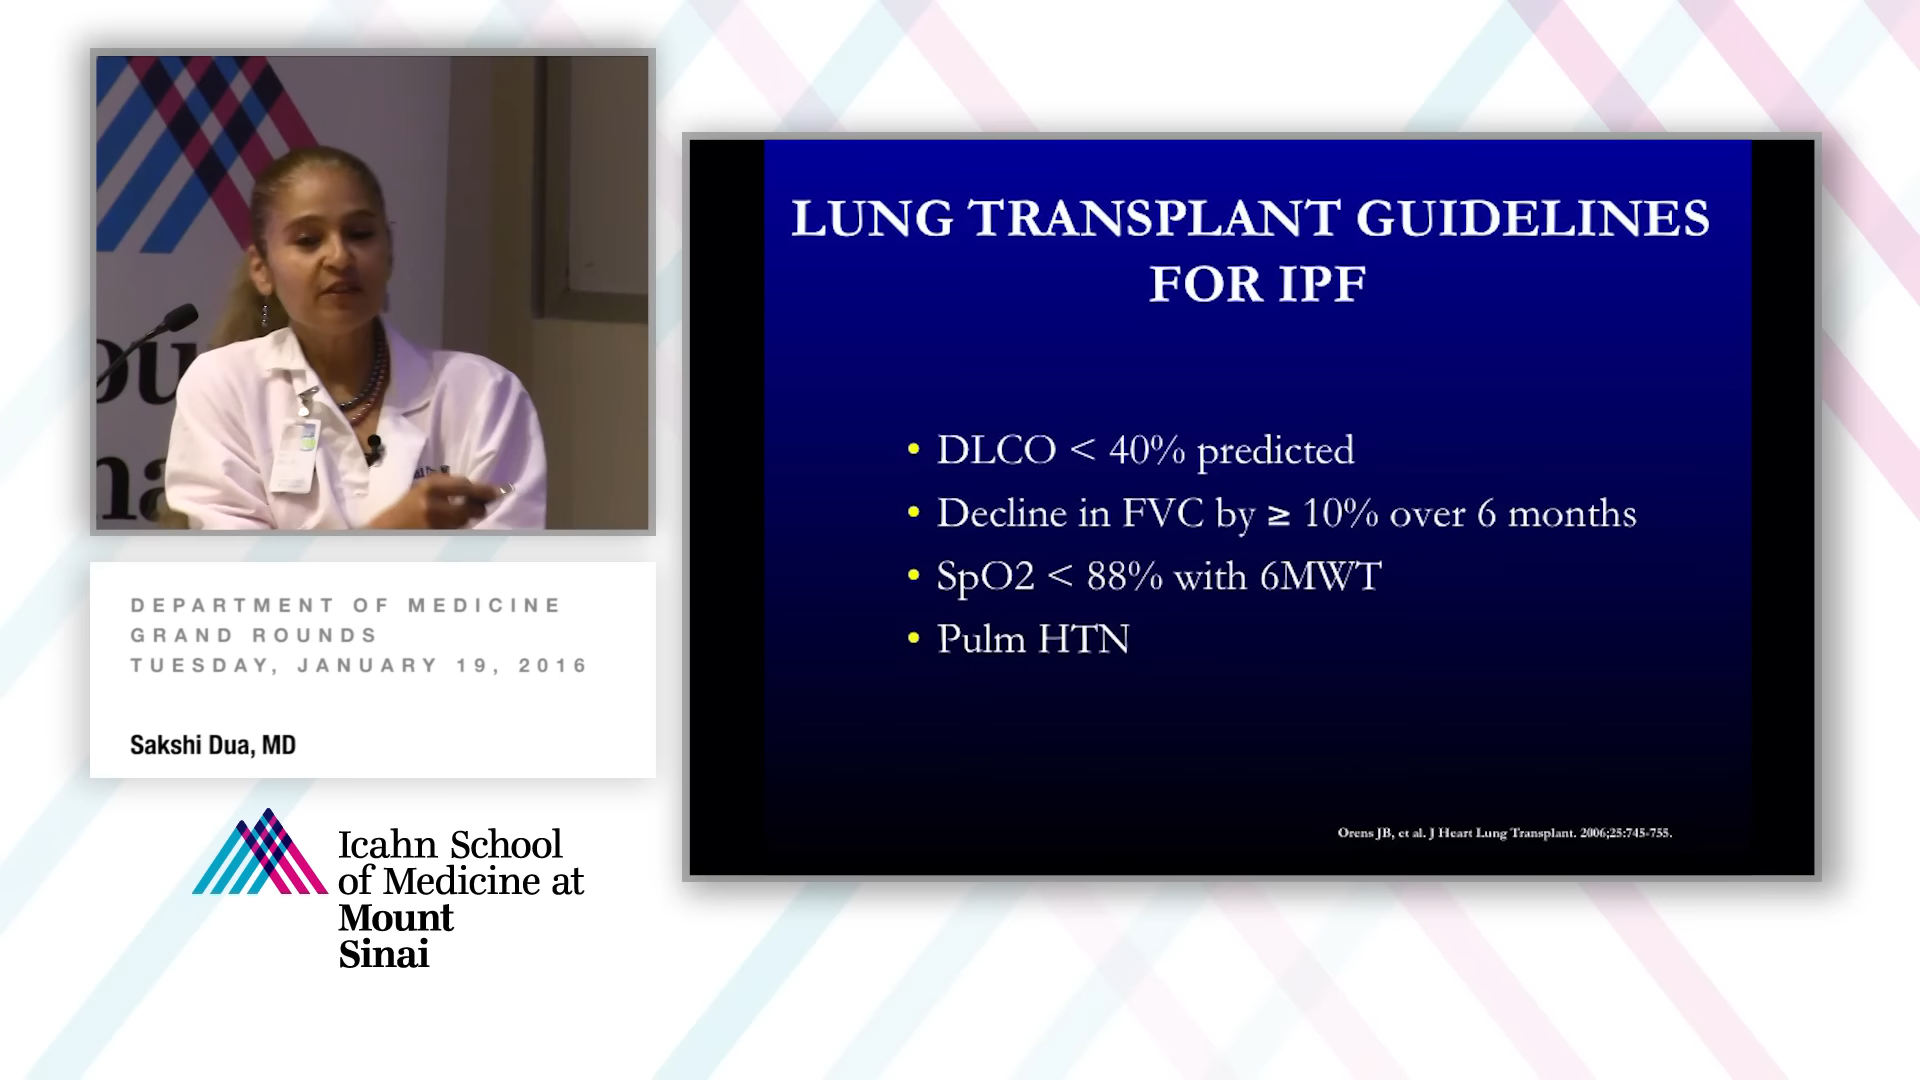 DEPARTMENT OF MEDICINE
GRAND ROUNDS
TUESDAY, JANUARY 19, 2016
Sakshi Dua, MD
Icahn School
of Medicine at
Mount
Sinai
LUNG TRANSPLANT GUIDELINES
FOR IPF
• DLCO < 40% predicted
• Decline in FVC by ≥ 10% over 6 months
• SpO2 < 88% with 6MWT
• Pulm HTN
Orens JB, et al. J Heart Lung Transplant. 2006;25:745-755.